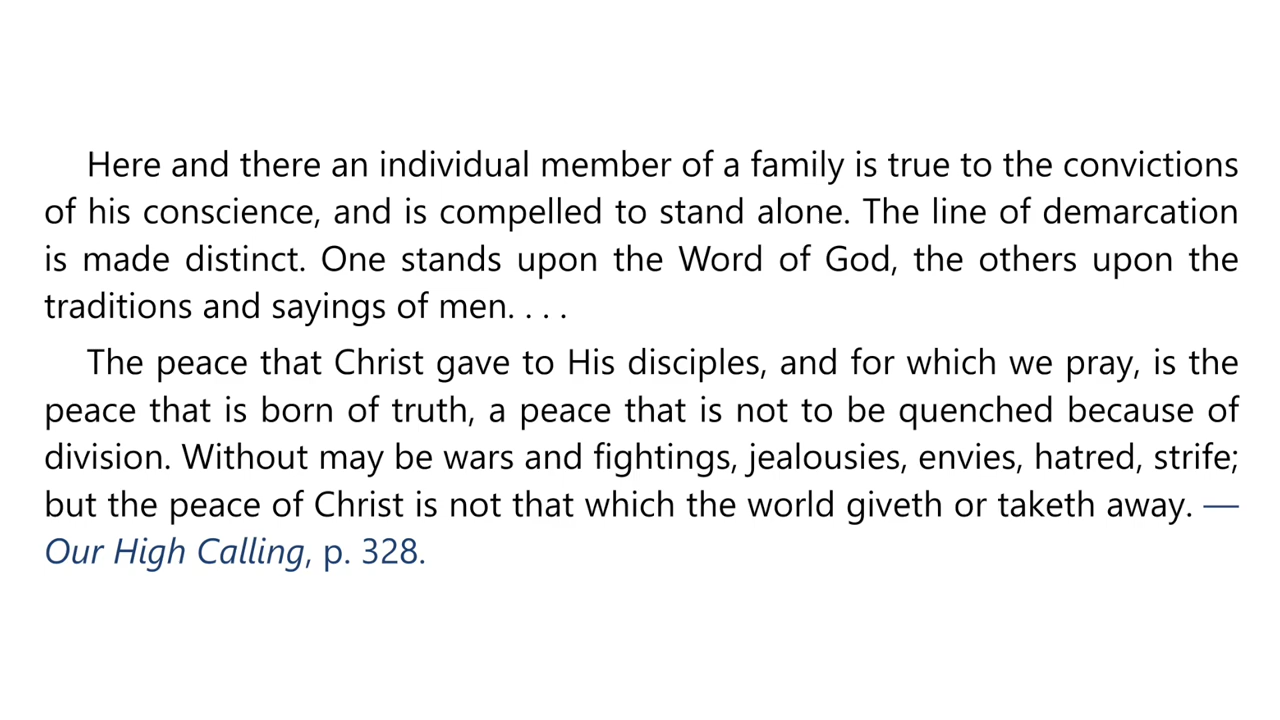 Here and there an individual member of a family is true to the convictions
of his conscience, and is compelled to stand alone. The line of demarcation
is made distinct. One stands upon the Word of God, the others upon the
traditions and sayings of men. . . .
The peace that Christ gave to His disciples, and for which we pray, is the
peace that is born of truth, a peace that is not to be quenched because of
division. Without may be wars and fightings, jealousies, envies, hatred, strife;
but the peace of Christ is not that which the world giveth or taketh away. —
Our High Calling, p. 328.